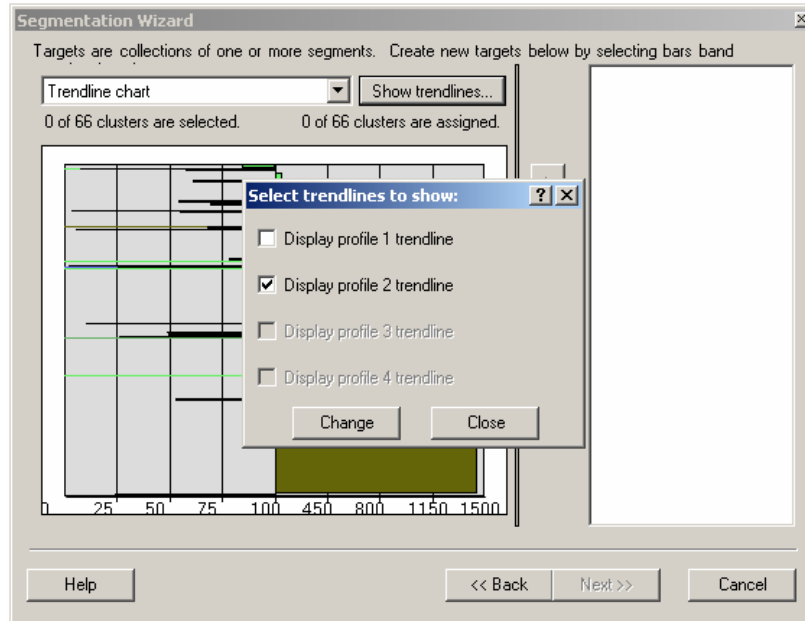 Segmentation Wizard
Targets are collections of one or more segments. Create new targets below by selecting bars band
Trendline chart
Show trendlines...
0 of 66 clusters are selected.
0 of 66 clusters are assigned.
Select trendlines to show:
Display profile 1 trendline
Display profile 2 trendline
Display profile 3 trendline
Display profile 4 trendline
Change
Close
0 25 50 75 100 450 800 1150 1500
Help
<< Back
Next >>
Cancel